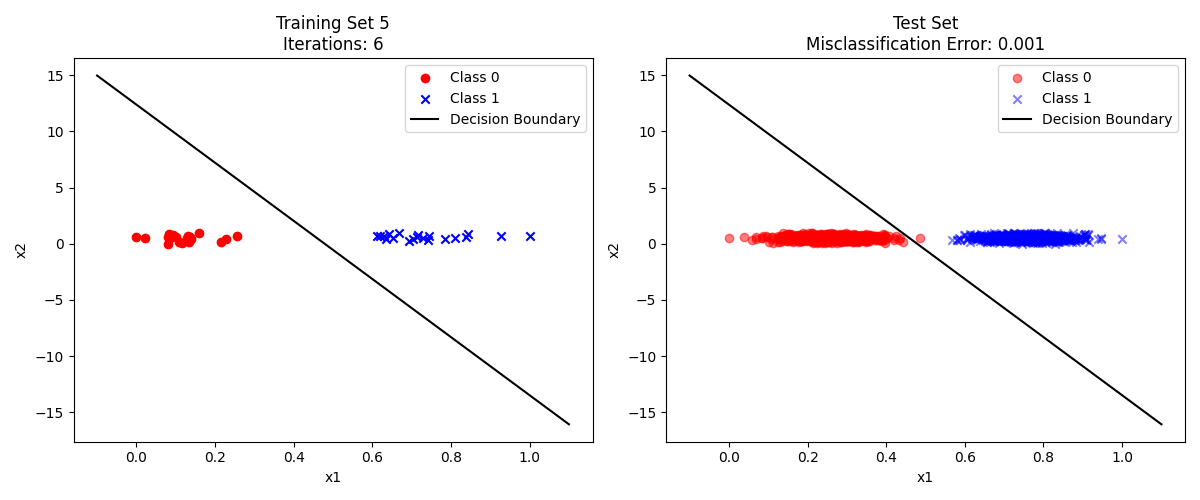 Training Set 5
Iterations: 6
Class 0
Class 1
Decision Boundary
15
10
5
0
−5
−10
−15
x2
0.0
0.2
0.4
0.6
0.8
1.0
x1
Test Set
Misclassification Error: 0.001
Class 0
Class 1
Decision Boundary
15
10
5
0
−5
−10
−15
x2
0.0
0.2
0.4
0.6
0.8
1.0
x1